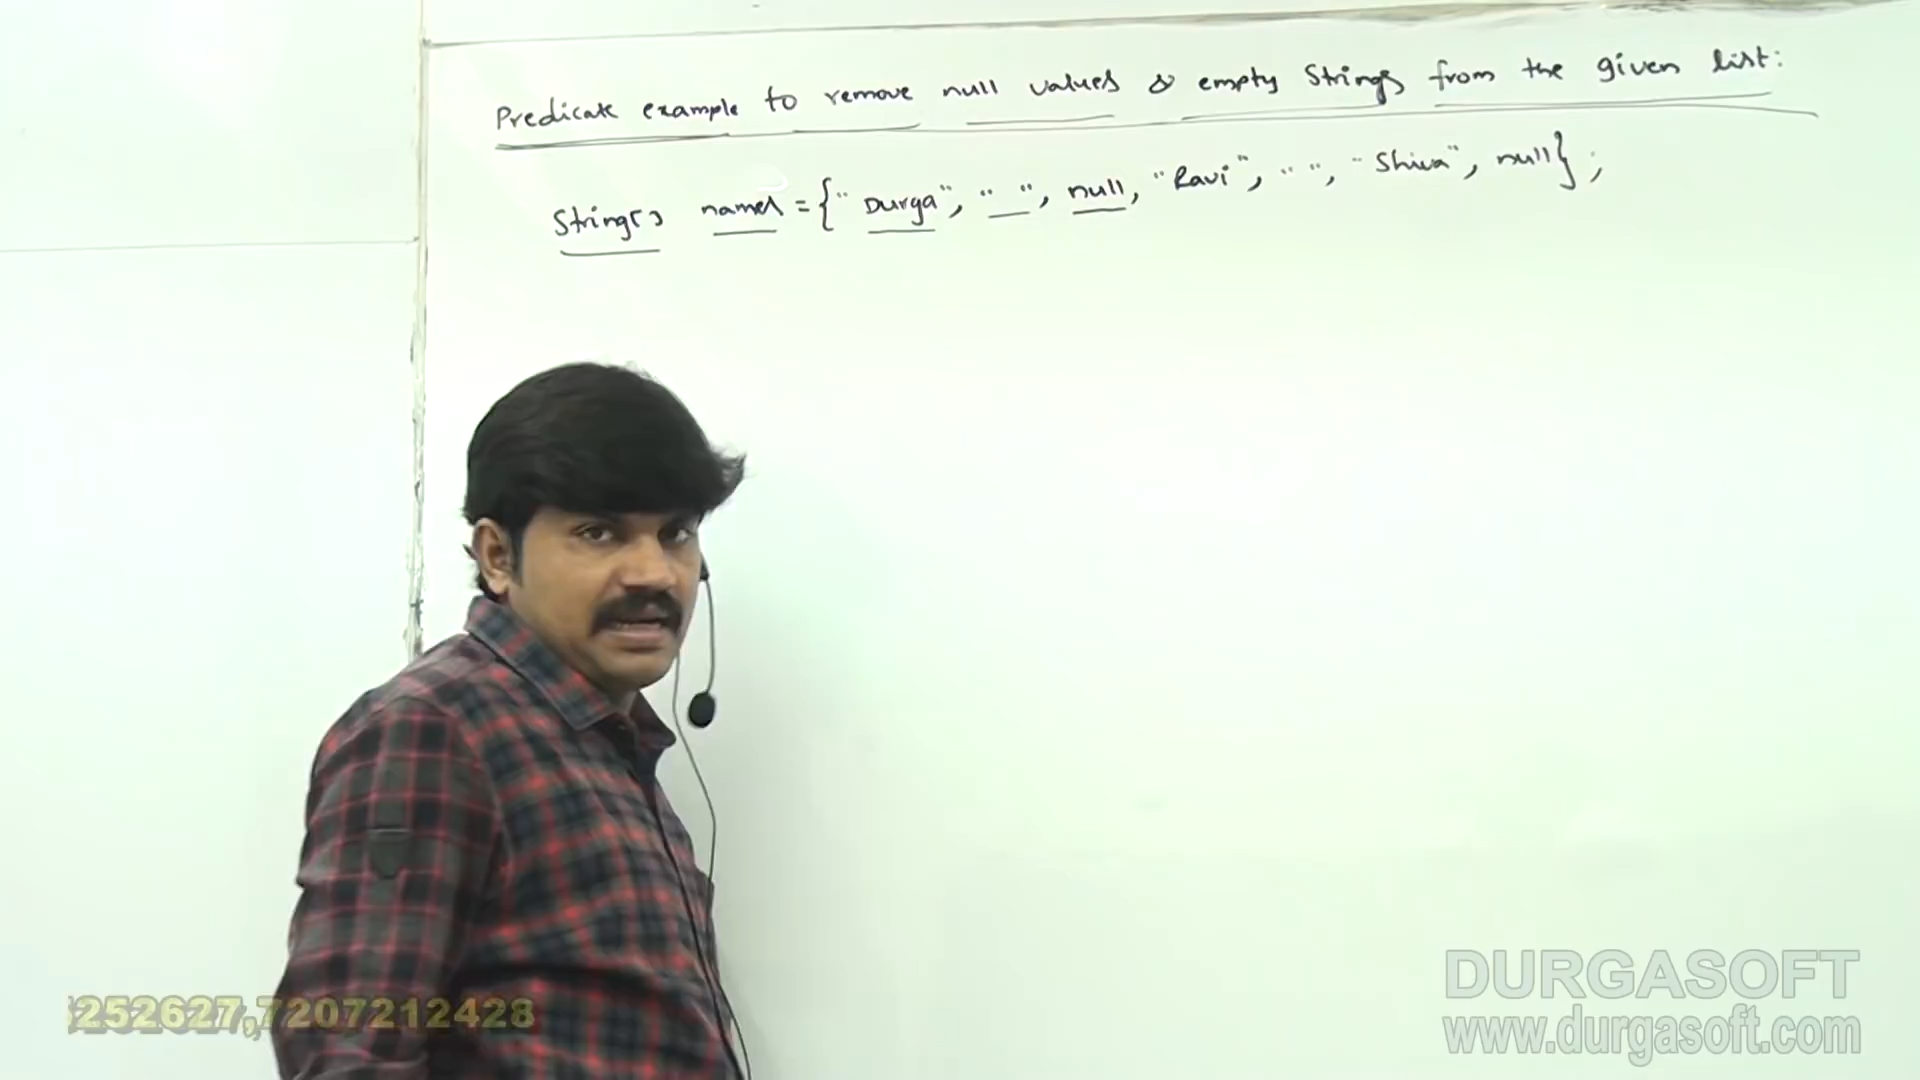 Predicate example to remove null values & empty Strings from the given list:
String[] names = {"Durga", " ", null, "Ravi", " ", "Shiva", null};
252627,7207212428
DURGASOFT
www.durgasoft.com